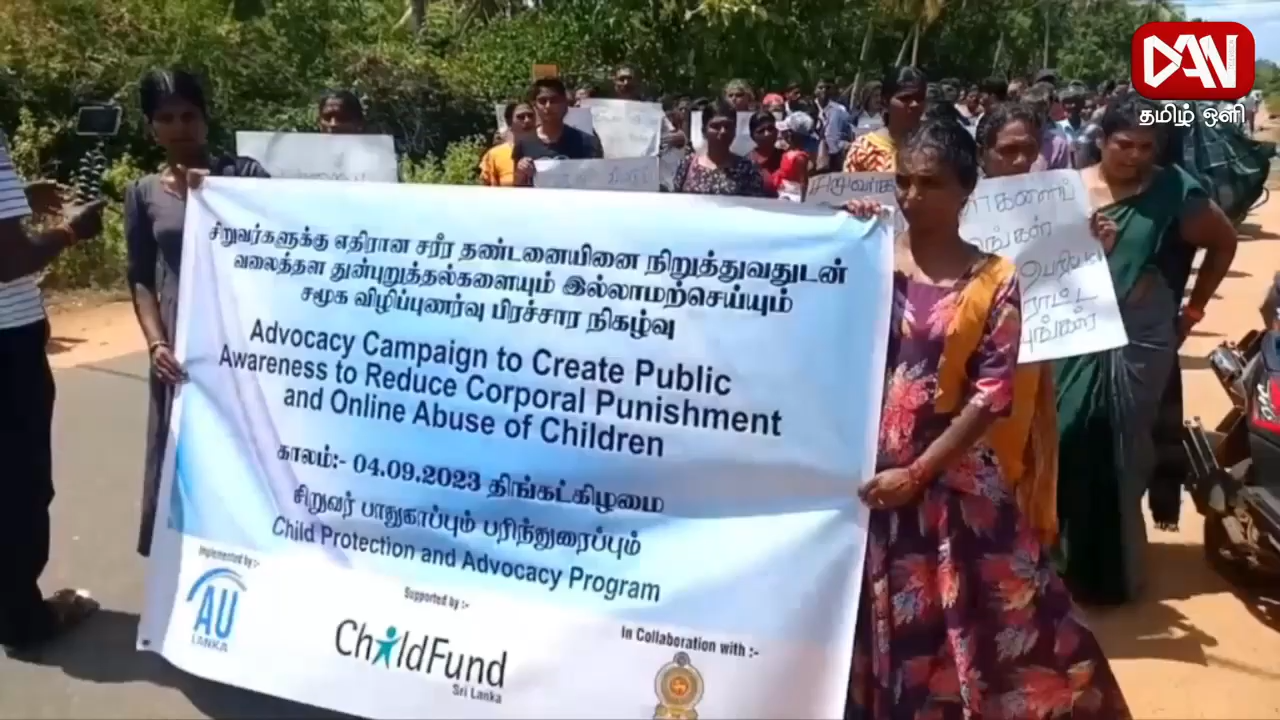 DAN
தமிழ் ஒளி
சிறுவர்களுக்கு எதிரான சரீர தண்டனையினை நிறுத்துவதுடன்
வலைத்தள துன்புறுத்தல்களையும் இல்லாமற்செய்யும்
சமூக விழிப்புணர்வு பிரச்சார நிகழ்வு
Advocacy Campaign to Create Public
Awareness to Reduce Corporal Punishment
and Online Abuse of Children
காலம்:- 04.09.2023 திங்கட்கிழமை
சிறுவர் பாதுகாப்பும் பரிந்துரைப்பும்
Child Protection and Advocacy Program
Implemented by :-
AU
LANKA
Supported by :-
ChildFund
Sri Lanka
In Collaboration with :-